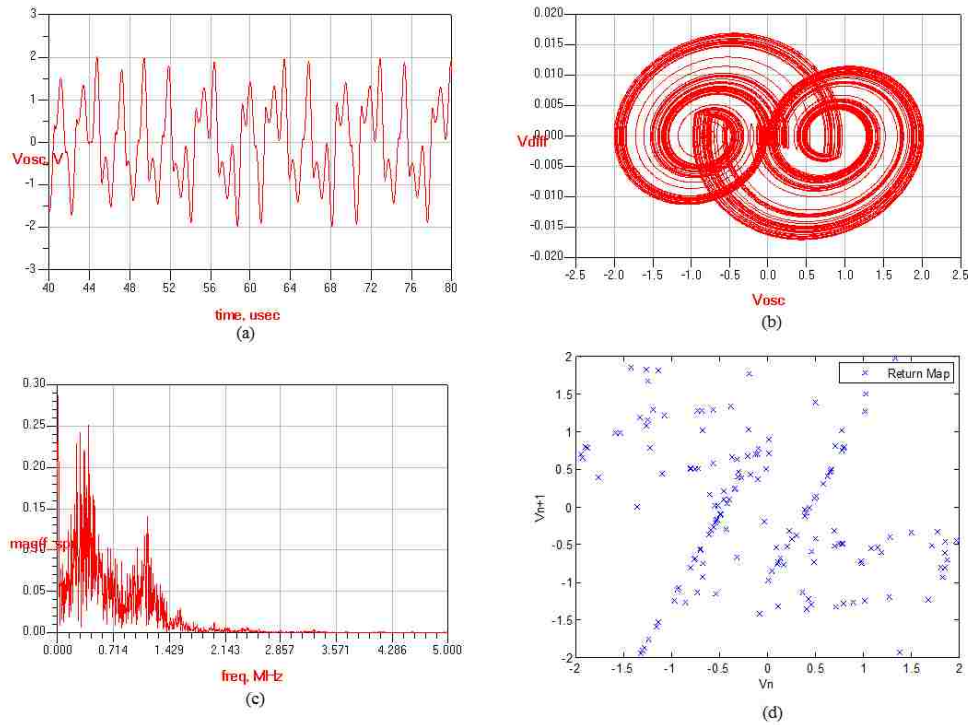 3
2
1
0
-1
-2
-3
Vosc, V
40 44 48 52 56 60 64 68 72 76 80
time, usec
(a)
0.020
0.015
0.010
0.005
0.000
-0.005
-0.010
-0.015
-0.020
Vdiff
-2.5 -2.0 -1.5 -1.0 -0.5 0.0 0.5 1.0 1.5 2.0 2.5
Vosc
(b)
0.30
0.25
0.20
0.15
0.10
0.05
0.00
0.000 0.714 1.429 2.143 2.857 3.571 4.286 5.000
freq, MHz
(c)
Return Map
2
1.5
1
0.5
0
-0.5
-1
-1.5
-2
Vn+1
-2 -1.5 -1 -0.5 0 0.5 1 1.5 2
Vn
(d)